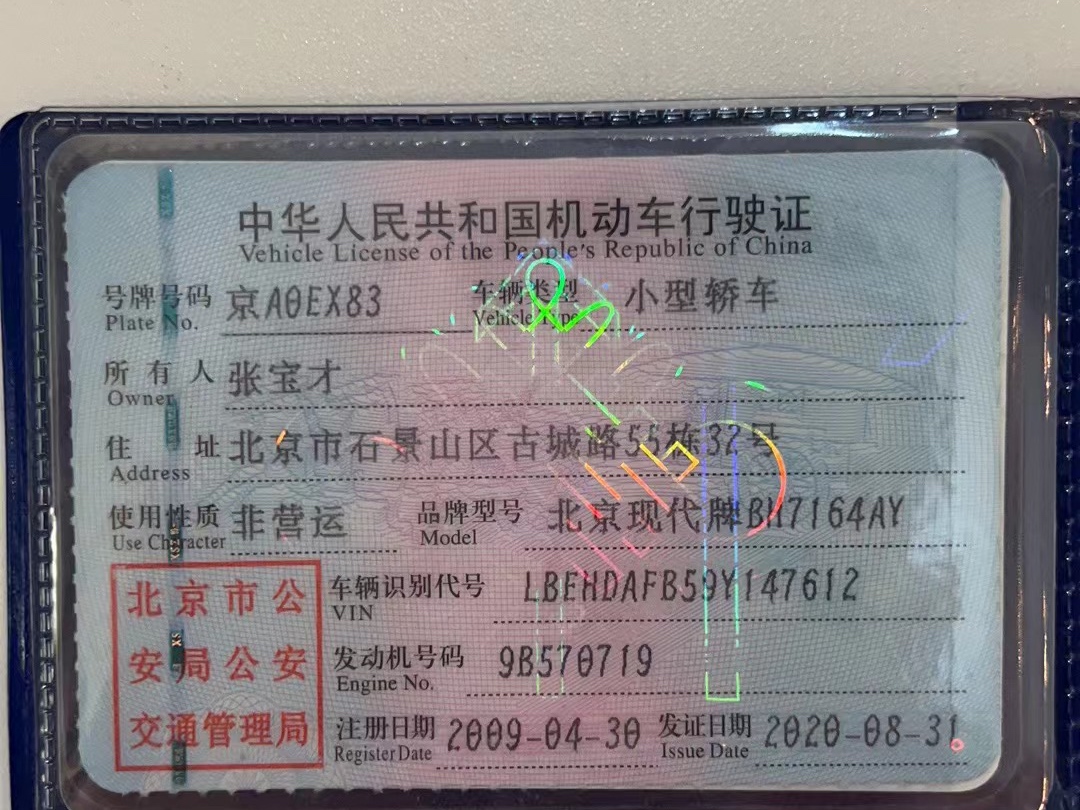 中华人民共和国机动车行驶证
Vehicle License of the People's Republic of China
号牌号码 京A0EX83 车辆类型 小型轿车
Plate No. Vehicle Type
所有人 张宝才
Owner
住址 北京市石景山区古城路55栋32号
Address
使用性质 非营运 品牌型号 北京现代牌BH7164AY
Use Character Model
北京市公安局公安交通管理局
车辆识别代号 LBEHDAFB59Y147612
VIN
发动机号码 9B570719
Engine No.
注册日期 2009-04-30 发证日期 2020-08-31
Register Date Issue Date